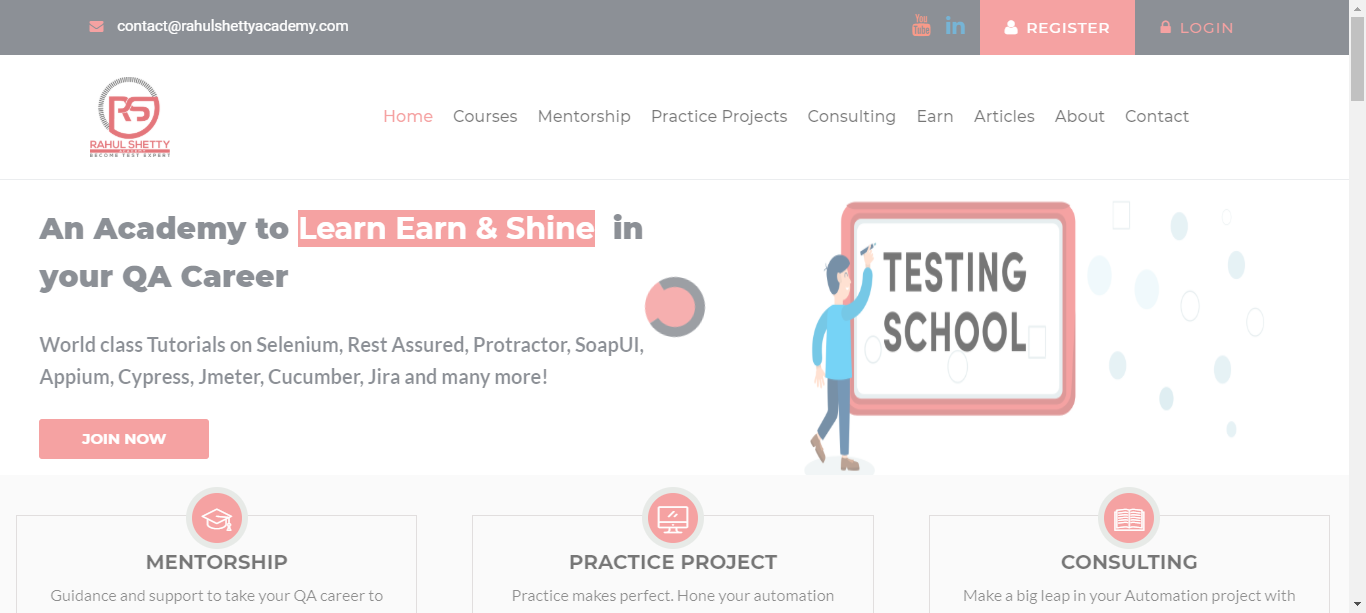 contact@rahulshettyacademy.com
You
Tube
in
REGISTER
LOGIN
RS
RAHUL SHETTY
ACADEMY
BECOME TEST EXPERT
Home Courses Mentorship Practice Projects Consulting Earn Articles About Contact
An Academy to Learn Earn & Shine in
your QA Career
World class Tutorials on Selenium, Rest Assured, Protractor, SoapUI,
Appium, Cypress, Jmeter, Cucumber, Jira and many more!
JOIN NOW
TESTING
SCHOOL
MENTORSHIP
Guidance and support to take your QA career to
PRACTICE PROJECT
Practice makes perfect. Hone your automation
CONSULTING
Make a big leap in your Automation project with